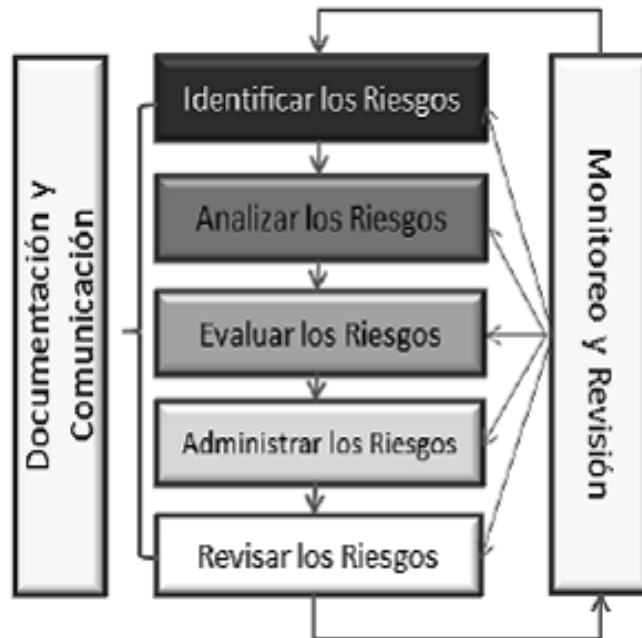 Documentación y
Comunicación
Identificar los Riesgos
Analizar los Riesgos
Evaluar los Riesgos
Administrar los Riesgos
Revisar los Riesgos
Monitoreo y Revisión